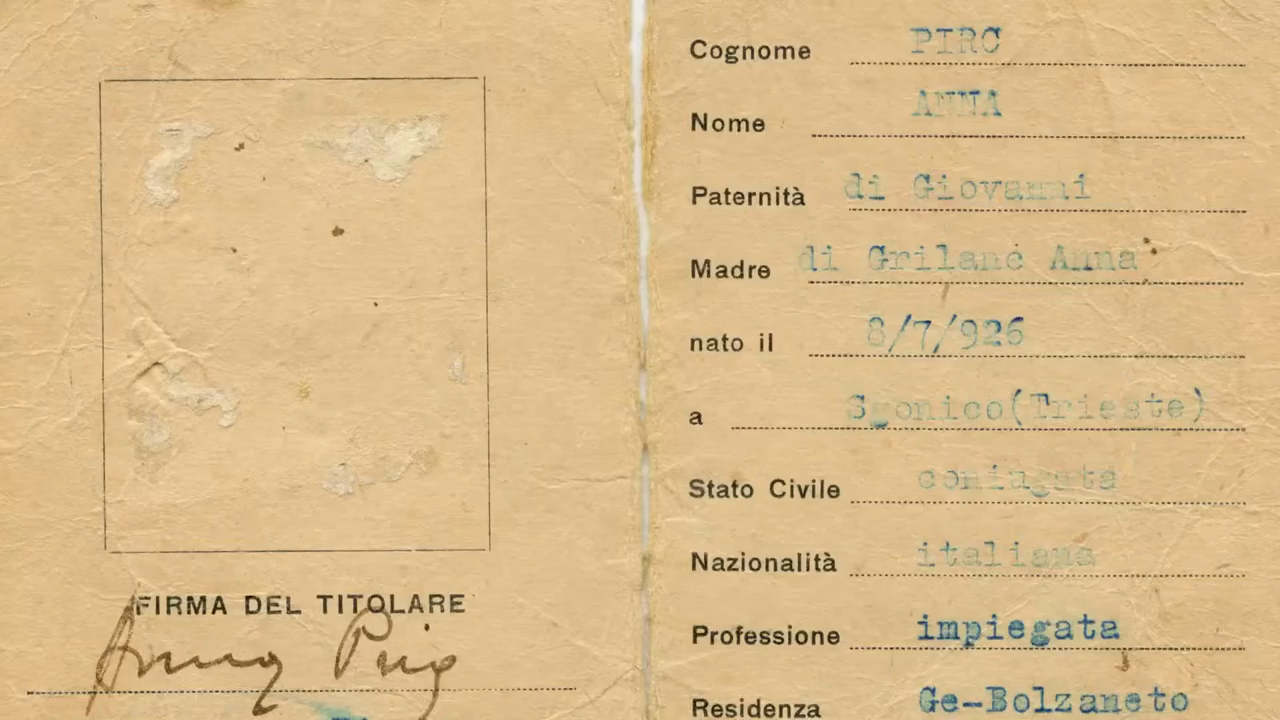 FIRMA DEL TITOLARE
Anna Pirc
Cognome PIRC
Nome ANNA
Paternità di Giovanni
Madre di Grilanc Anna
nato il 8/7/926
a Sgonico(Trieste)
Stato Civile coniugata
Nazionalità italiana
Professione impiegata
Residenza Ge-Bolzaneto